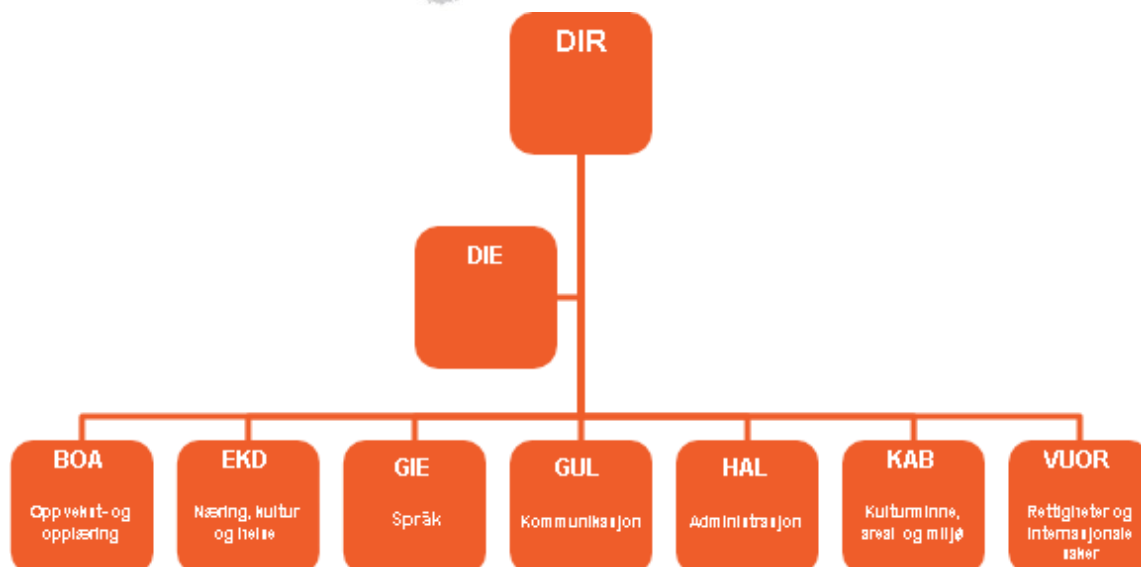 DIR
DIE
BOA
Oppvekst- og
opplæring
EKD
Næring, kultur
og helse
GIE
Språk
GUL
Kommunikasjon
HAL
Administrasjon
KAB
Kulturminne,
areal og miljø
VUOR
Rettigheter og
internasjonale
saker